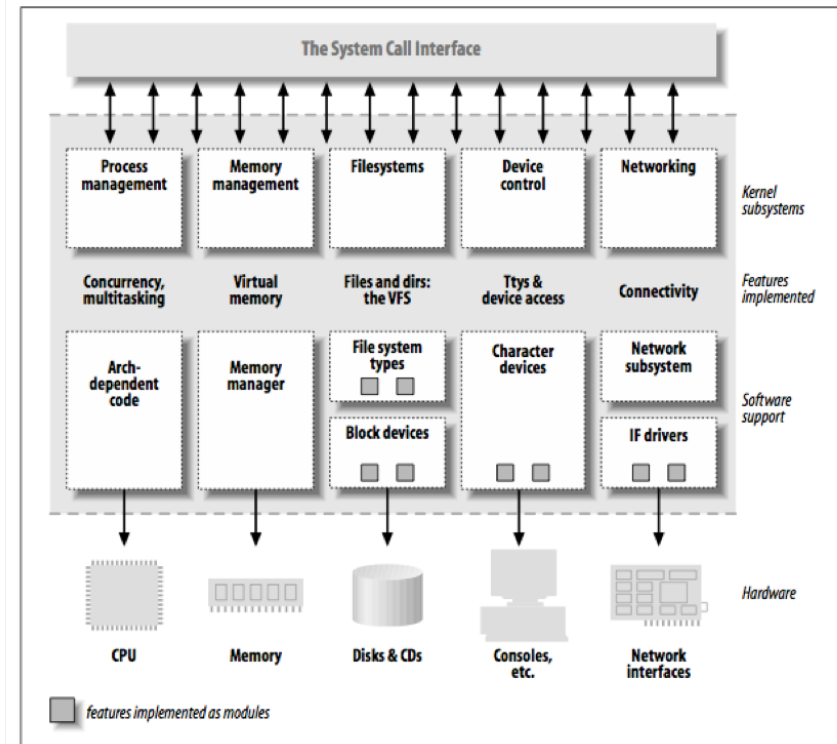 The System Call Interface
Process
management
Memory
management
Filesystems
Device
control
Networking
Kernel
subsystems
Concurrency,
multitasking
Virtual
memory
Files and dirs:
the VFS
Ttys &
device access
Connectivity
Features
implemented
Arch-
dependent
code
Memory
manager
File system
types
Block devices
Character
devices
Network
subsystem
IF drivers
Software
support
Hardware
CPU
Memory
Disks & CDs
Consoles,
etc.
Network
interfaces
features implemented as modules